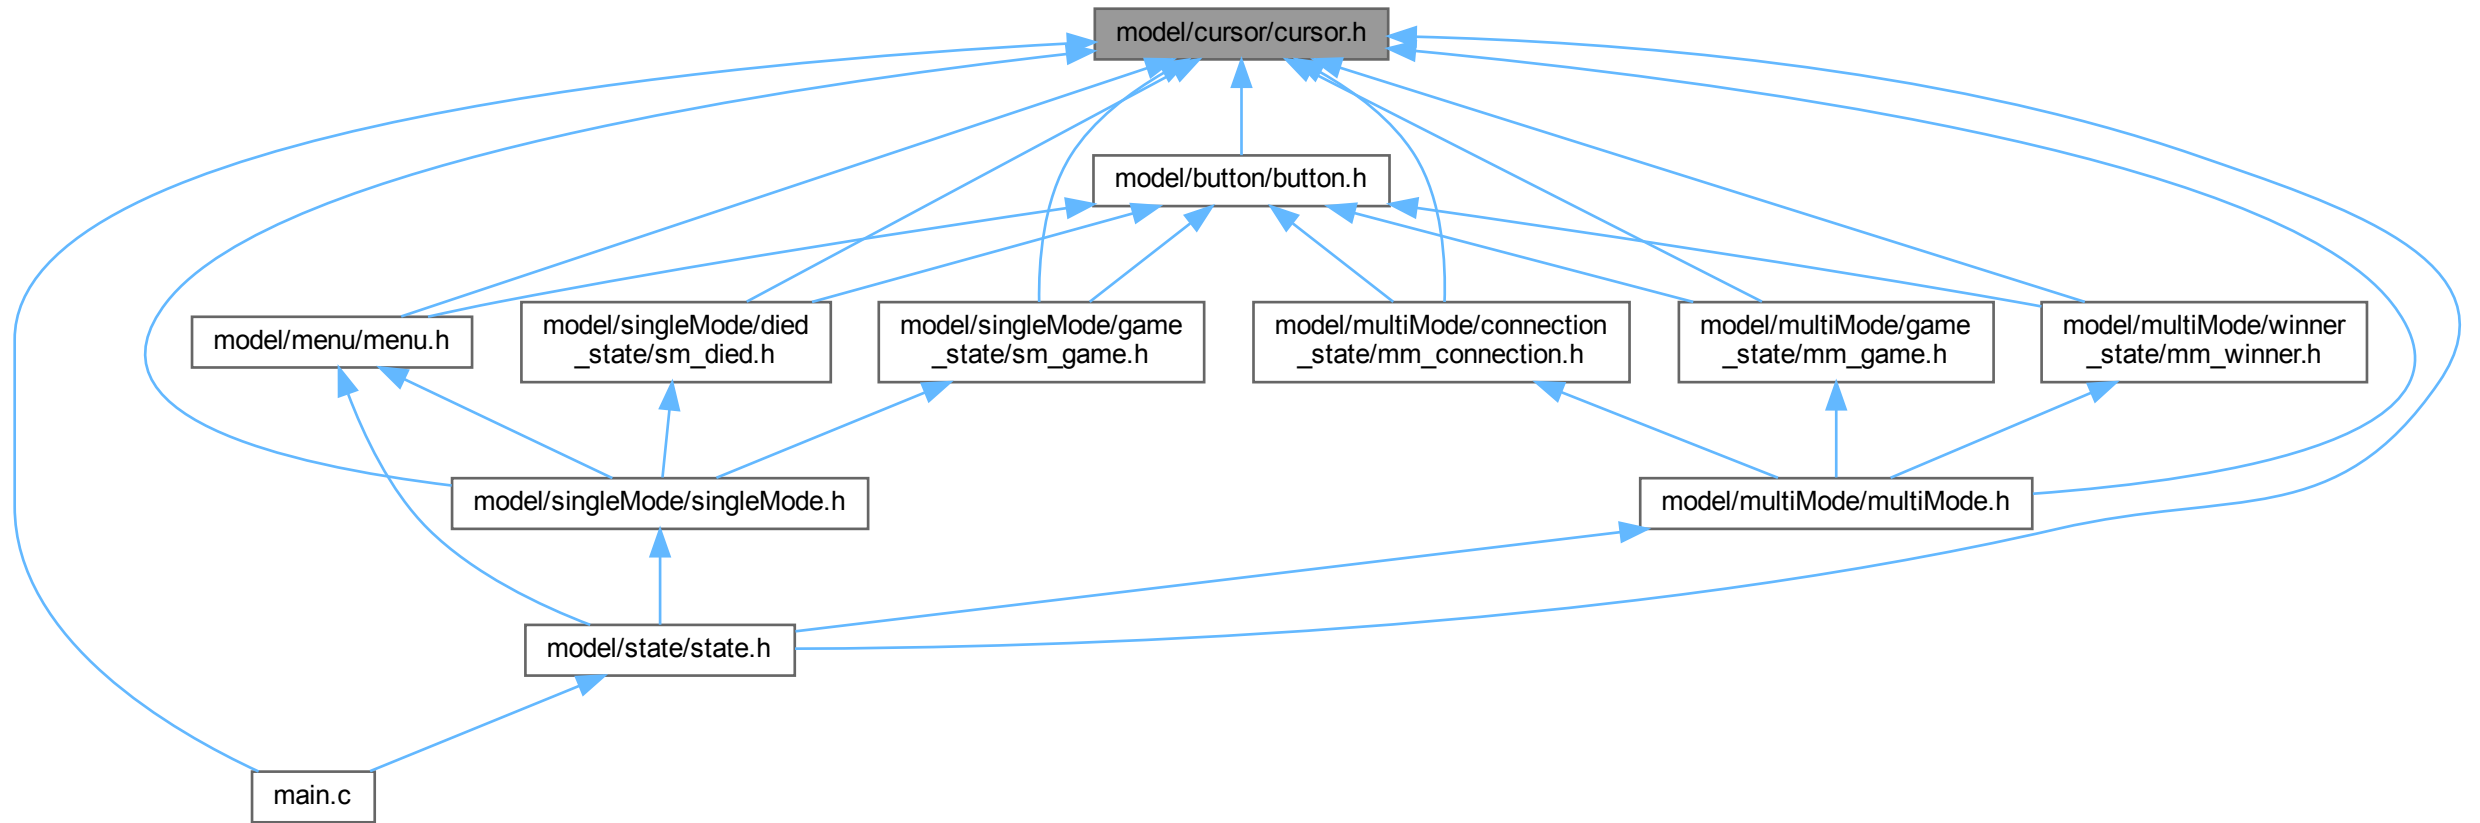 model/cursor/cursor.h
model/button/button.h
model/menu/menu.h
model/singleMode/died
_state/sm_died.h
model/singleMode/game
_state/sm_game.h
model/multiMode/connection
_state/mm_connection.h
model/multiMode/game
_state/mm_game.h
model/multiMode/winner
_state/mm_winner.h
model/singleMode/singleMode.h
model/multiMode/multiMode.h
model/state/state.h
main.c